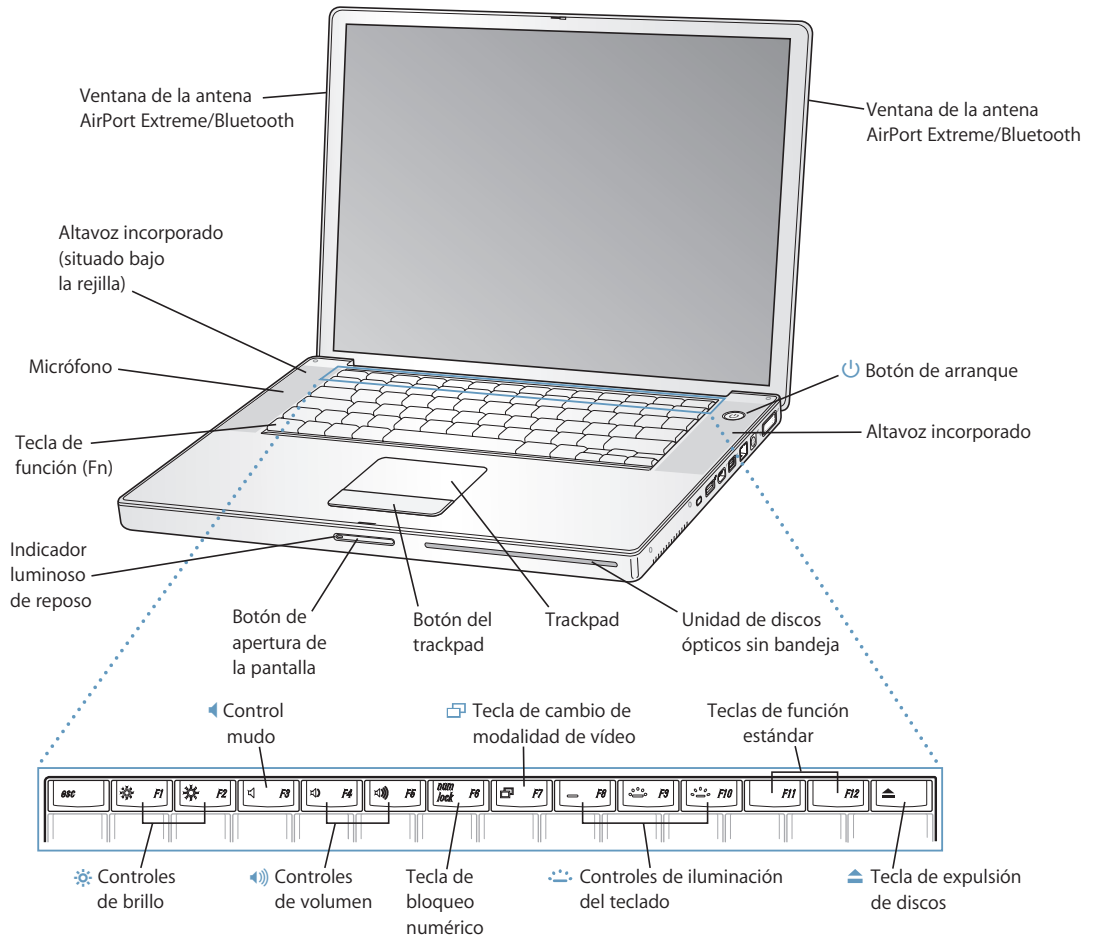 Ventana de la antena
AirPort Extreme/Bluetooth
Ventana de la antena
AirPort Extreme/Bluetooth
Altavoz incorporado
(situado bajo
la rejilla)
Micrófono
Botón de arranque
Tecla de
función (Fn)
Altavoz incorporado
Indicador
luminoso
de reposo
Botón de
apertura de
la pantalla
Botón del
trackpad
Trackpad
Unidad de discos
ópticos sin bandeja
Control
mudo
Tecla de cambio de
modalidad de vídeo
Teclas de función
estándar
esc F1 F2 F3 F4 F5 num lock F6 F7 F8 F9 F10 F11 F12
Controles
de brillo
Controles
de volumen
Tecla de
bloqueo
numérico
Controles de iluminación
del teclado
Tecla de expulsión
de discos